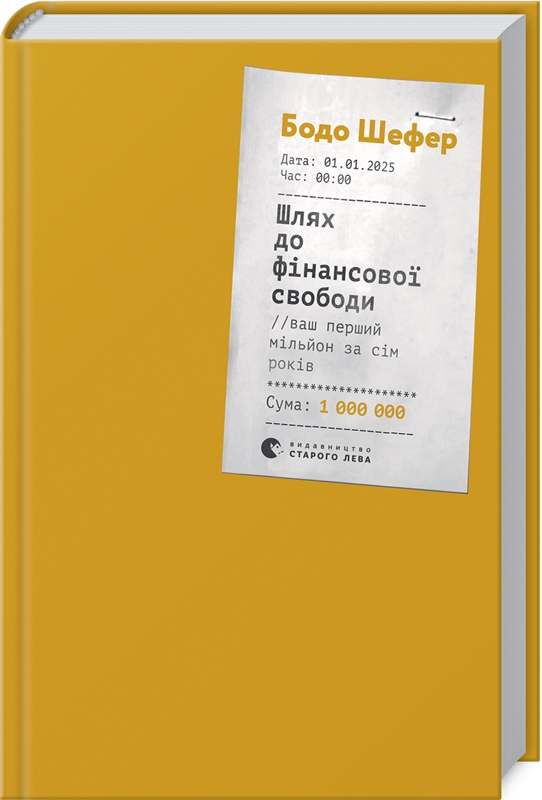 Бодо Шефер
Дата: 01.01.2025
Час: 00:00
--------------------
Шлях
до
фінансової
свободи
//ваш перший
мільйон за сім
років
*********************
Сума: 1 000 000
--------------------
видавництво
СТАРОГО ЛЕВА